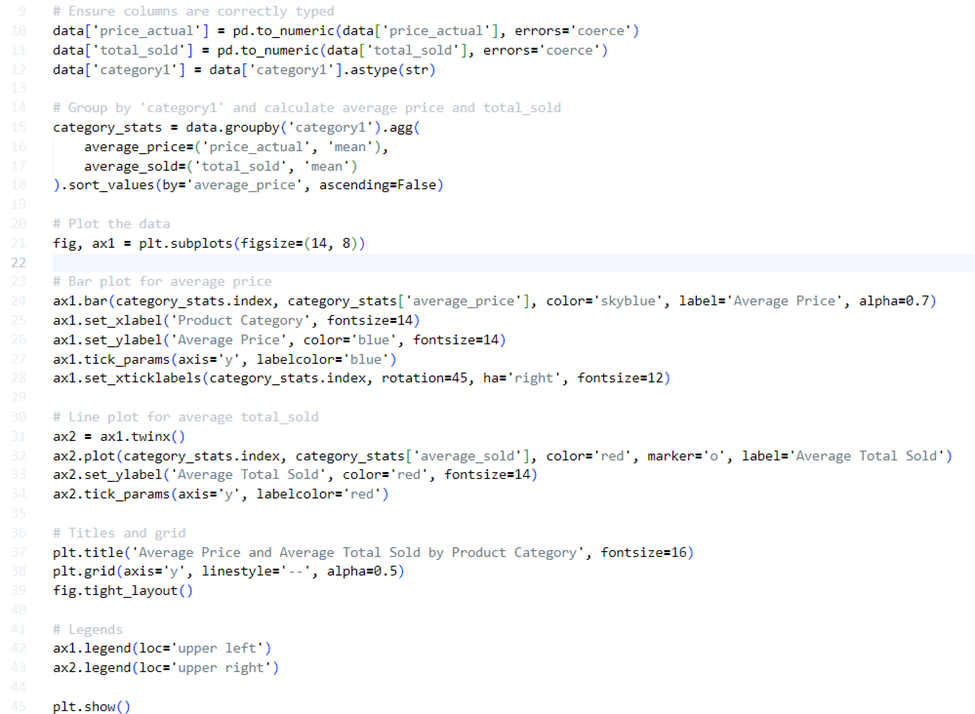 9 # Ensure columns are correctly typed
10 data['price_actual'] = pd.to_numeric(data['price_actual'], errors='coerce')
11 data['total_sold'] = pd.to_numeric(data['total_sold'], errors='coerce')
12 data['category1'] = data['category1'].astype(str)
13
14 # Group by 'category1' and calculate average price and total_sold
15 category_stats = data.groupby('category1').agg(
16     average_price=('price_actual', 'mean'),
17     average_sold=('total_sold', 'mean')
18 ).sort_values(by='average_price', ascending=False)
19
20 # Plot the data
21 fig, ax1 = plt.subplots(figsize=(14, 8))
22
23 # Bar plot for average price
24 ax1.bar(category_stats.index, category_stats['average_price'], color='skyblue', label='Average Price', alpha=0.7)
25 ax1.set_xlabel('Product Category', fontsize=14)
26 ax1.set_ylabel('Average Price', color='blue', fontsize=14)
27 ax1.tick_params(axis='y', labelcolor='blue')
28 ax1.set_xticklabels(category_stats.index, rotation=45, ha='right', fontsize=12)
29
30 # Line plot for average total_sold
31 ax2 = ax1.twinx()
32 ax2.plot(category_stats.index, category_stats['average_sold'], color='red', marker='o', label='Average Total Sold')
33 ax2.set_ylabel('Average Total Sold', color='red', fontsize=14)
34 ax2.tick_params(axis='y', labelcolor='red')
35
36 # Titles and grid
37 plt.title('Average Price and Average Total Sold by Product Category', fontsize=16)
38 plt.grid(axis='y', linestyle='--', alpha=0.5)
39 fig.tight_layout()
40
41 # Legends
42 ax1.legend(loc='upper left')
43 ax2.legend(loc='upper right')
44
45 plt.show()